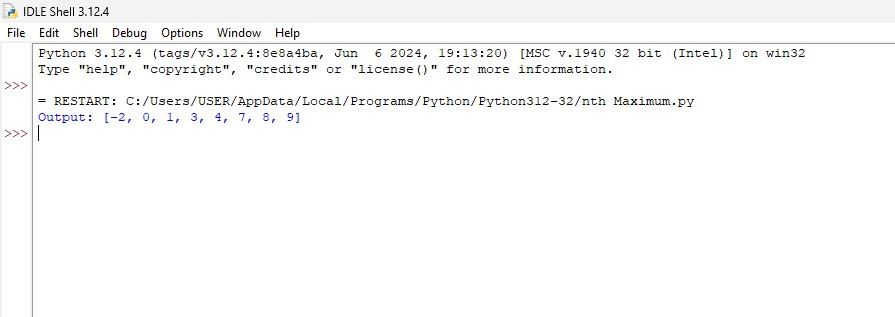 IDLE Shell 3.12.4
File Edit Shell Debug Options Window Help
Python 3.12.4 (tags/v3.12.4:8e8a4ba, Jun  6 2024, 19:13:20) [MSC v.1940 32 bit (Intel)] on win32
Type "help", "copyright", "credits" or "license()" for more information.
>>>
= RESTART: C:/Users/USER/AppData/Local/Programs/Python/Python312-32/nth Maximum.py
Output: [-2, 0, 1, 3, 4, 7, 8, 9]
>>>